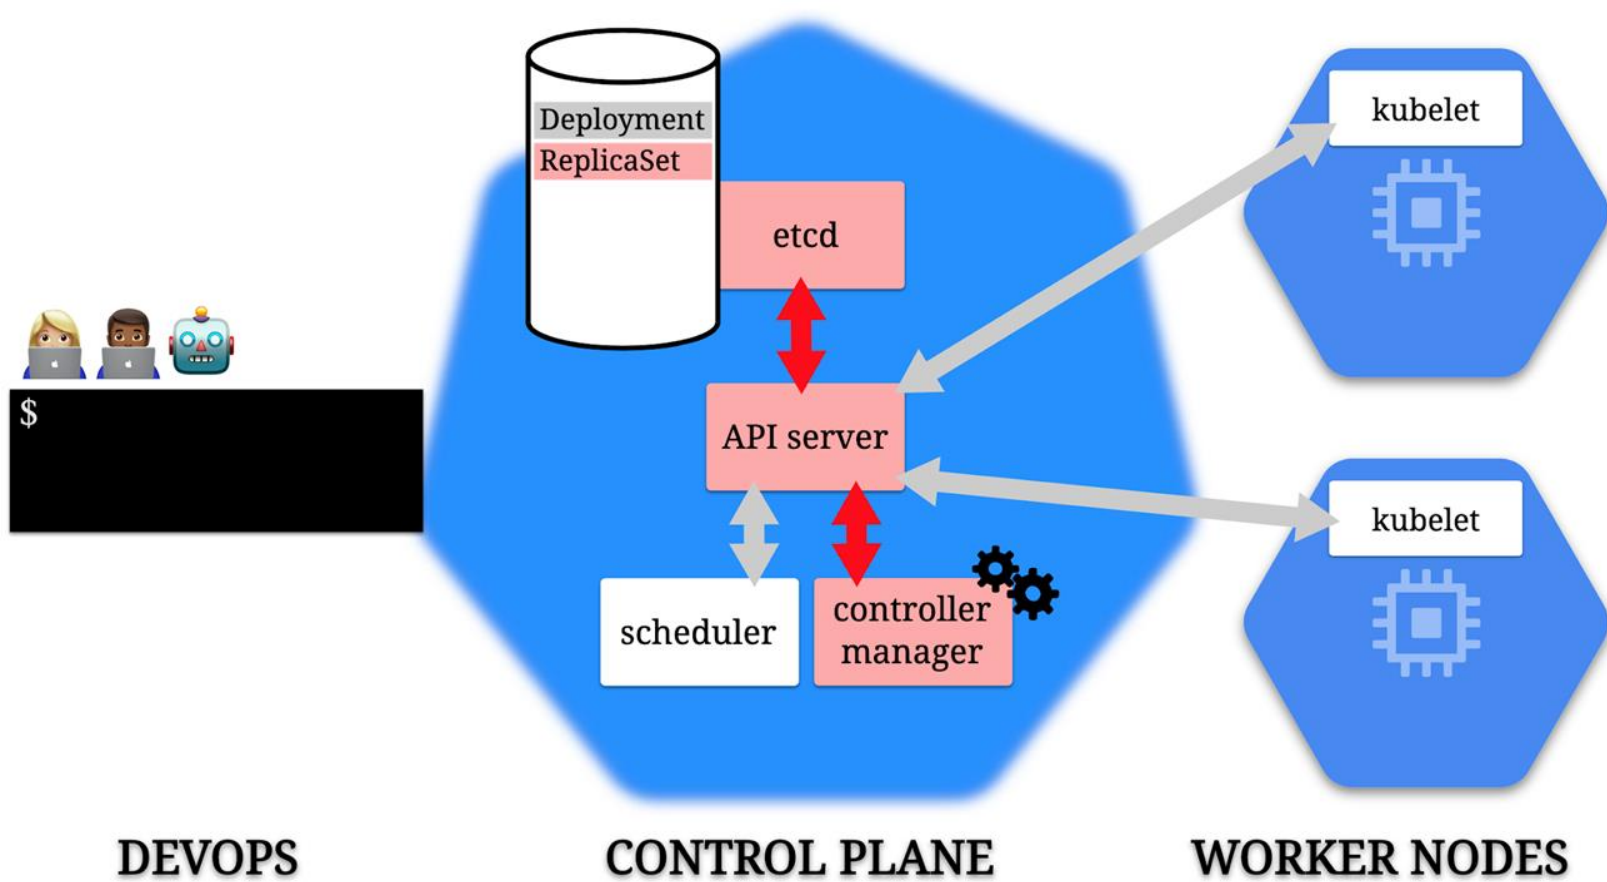 Deployment
ReplicaSet
etcd
kubelet
$
API server
kubelet
scheduler
controller
manager
DEVOPS
CONTROL PLANE
WORKER NODES